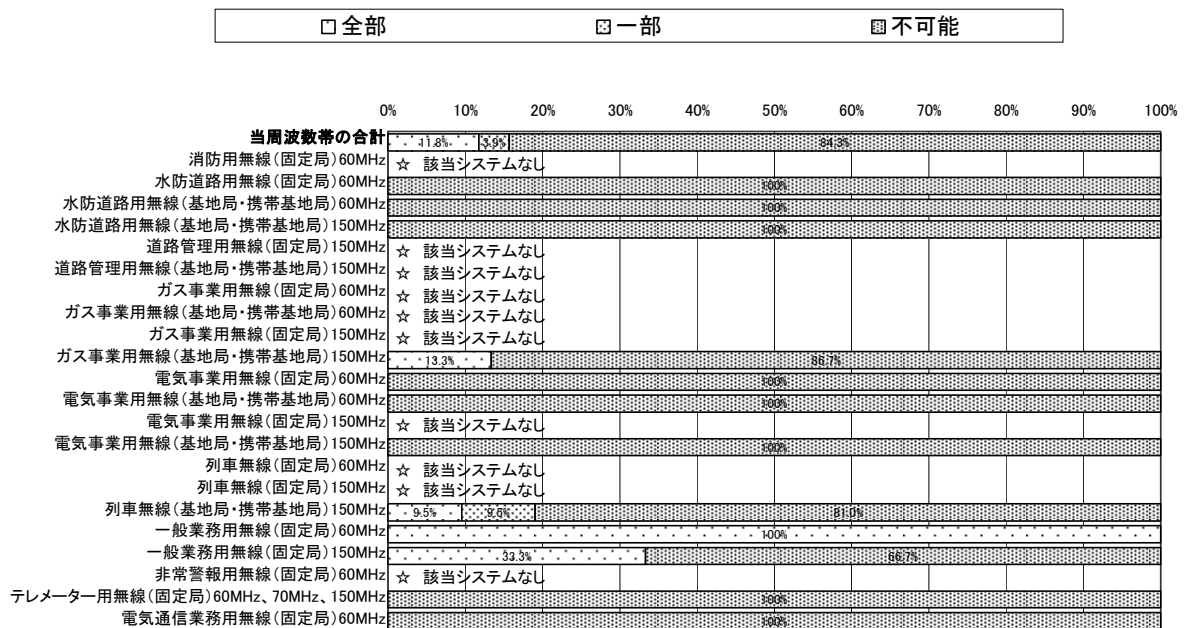 全部 一部 不可能
0% 10% 20% 30% 40% 50% 60% 70% 80% 90% 100%
当周波数帯の合計 11.8% 3.9% 84.3%
消防用無線(固定局)60MHz ☆ 該当システムなし
水防道路用無線(固定局)60MHz 100%
水防道路用無線(基地局・携帯基地局)60MHz 100%
水防道路用無線(基地局・携帯基地局)150MHz 100%
道路管理用無線(固定局)150MHz ☆ 該当システムなし
道路管理用無線(基地局・携帯基地局)150MHz ☆ 該当システムなし
ガス事業用無線(固定局)60MHz ☆ 該当システムなし
ガス事業用無線(基地局・携帯基地局)60MHz ☆ 該当システムなし
ガス事業用無線(固定局)150MHz ☆ 該当システムなし
ガス事業用無線(基地局・携帯基地局)150MHz 13.3% 86.7%
電気事業用無線(固定局)60MHz 100%
電気事業用無線(基地局・携帯基地局)60MHz 100%
電気事業用無線(固定局)150MHz ☆ 該当システムなし
電気事業用無線(基地局・携帯基地局)150MHz 100%
列車無線(固定局)60MHz ☆ 該当システムなし
列車無線(固定局)150MHz ☆ 該当システムなし
列車無線(基地局・携帯基地局)150MHz 9.5% 9.5% 81.0%
一般業務用無線(固定局)60MHz 100%
一般業務用無線(固定局)150MHz 33.3% 66.7%
非常警報用無線(固定局)60MHz ☆ 該当システムなし
テレメーター用無線(固定局)60MHz、70MHz、150MHz 100%
電気通信業務用無線(固定局)60MHz 100%